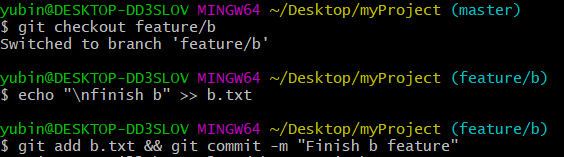 yubin@DESKTOP-DD3SLOV MINGW64 ~/Desktop/myProject (master)
$ git checkout feature/b
Switched to branch 'feature/b'
yubin@DESKTOP-DD3SLOV MINGW64 ~/Desktop/myProject (feature/b)
$ echo "\nfinish b" >> b.txt
yubin@DESKTOP-DD3SLOV MINGW64 ~/Desktop/myProject (feature/b)
$ git add b.txt && git commit -m "Finish b feature"